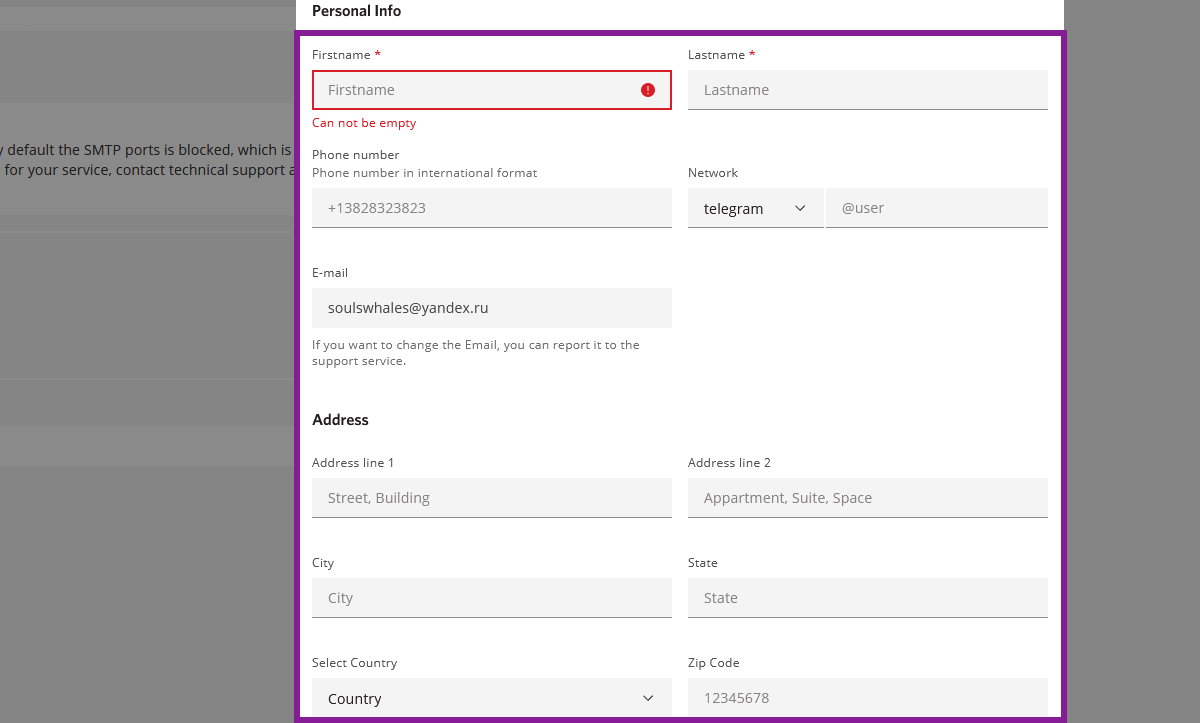 Personal Info
Firstname *
Lastname *
Firstname
Lastname
Can not be empty
default the SMTP ports is blocked, which is
for your service, contact technical support
Phone number
Phone number in international format
Network
+13828323823
telegram
@user
E-mail
soulswhales@yandex.ru
If you want to change the Email, you can report it to the
support service.
Address
Address line 1
Address line 2
Street, Building
Appartment, Suite, Space
City
State
City
State
Select Country
Zip Code
Country
12345678